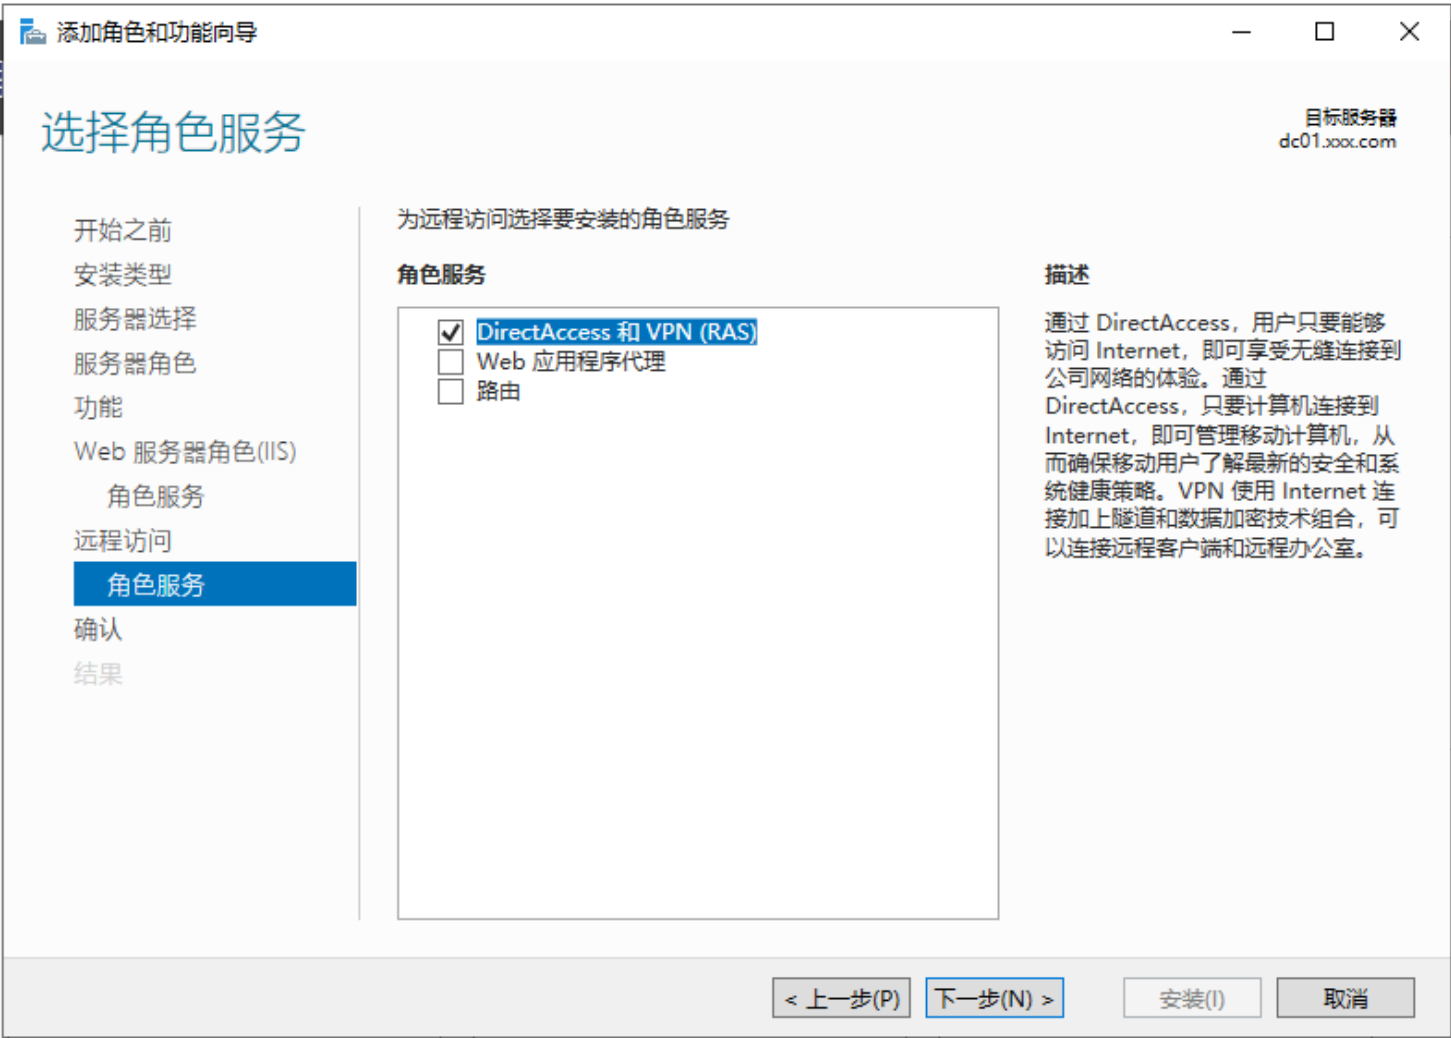 添加角色和功能向导
选择角色服务
目标服务器
dc01.xxx.com
开始之前
安装类型
服务器选择
服务器角色
功能
Web 服务器角色(IIS)
角色服务
远程访问
角色服务
确认
结果
为远程访问选择要安装的角色服务
角色服务
DirectAccess 和 VPN (RAS)
Web 应用程序代理
路由
描述
通过 DirectAccess，用户只要能够
访问 Internet，即可享受无缝连接到
公司网络的体验。通过
DirectAccess，只要计算机连接到
Internet，即可管理移动计算机，从
而确保移动用户了解最新的安全和系
统健康策略。VPN 使用 Internet 连
接加上隧道和数据加密技术组合，可
以连接远程客户端和远程办公室。
< 上一步(P)
下一步(N) >
安装(I)
取消